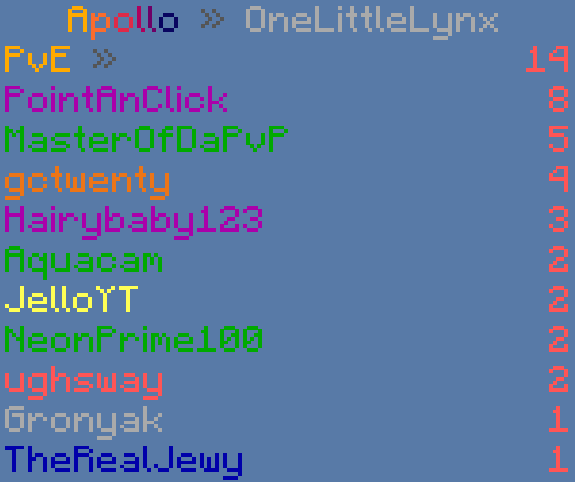 Apollo » OneLittleLynx
PvE » 14
PointAnClick 8
MasterOfDaPvP 5
gctwenty 4
Hairybaby123 3
Aquacam 2
JelloYT 2
NeonPrime100 2
ughsway 2
Gronyak 1
TheRealJewy 1